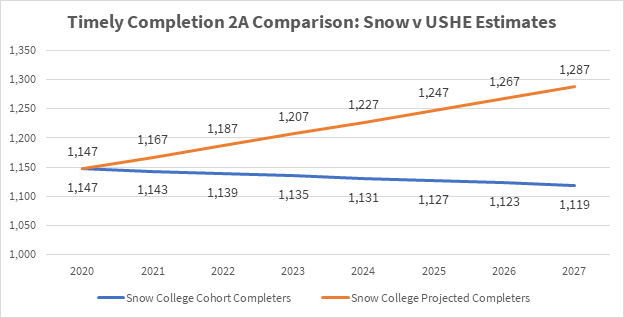 Timely Completion 2A Comparison: Snow v USHE Estimates
1,350
1,300
1,250
1,200
1,150
1,100
1,050
1,000
1,147 1,167 1,187 1,207 1,227 1,247 1,267 1,287
1,147 1,143 1,139 1,135 1,131 1,127 1,123 1,119
2020 2021 2022 2023 2024 2025 2026 2027
Snow College Cohort Completers Snow College Projected Completers